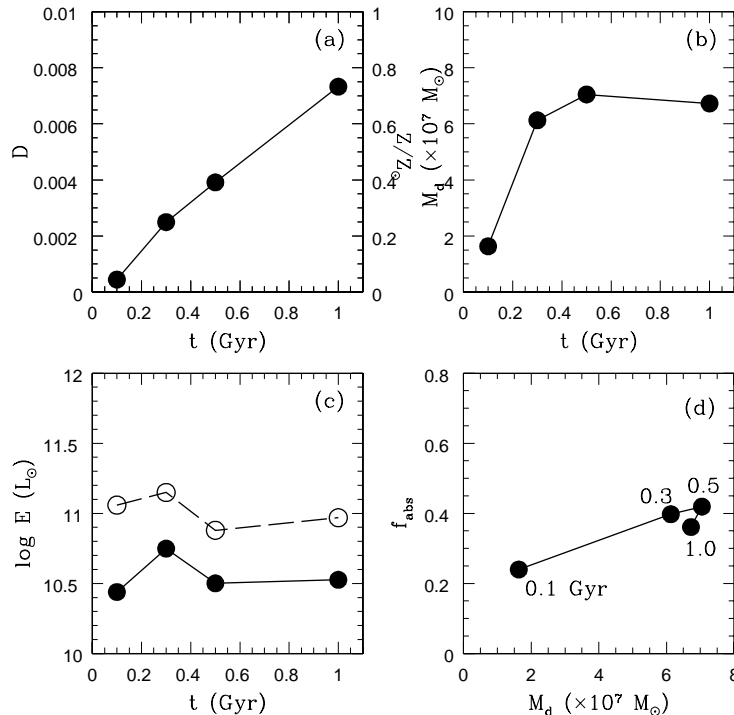 (a)
0.01
0.008
0.006
0.004
0.002
0
D
1
0.8
0.6
0.4
0.2
0
Z/Z⊙
0 0.2 0.4 0.6 0.8 1
t (Gyr)
(b)
10
8
6
4
2
0
M_d (×10⁷ M⊙)
0 0.2 0.4 0.6 0.8 1
t (Gyr)
(c)
12
11.5
11
10.5
10
log E (L⊙)
0 0.2 0.4 0.6 0.8 1
t (Gyr)
(d)
0.8
0.6
0.4
0.2
0
f_abs
0.3
0.5
1.0
0.1 Gyr
0 2 4 6 8
M_d (×10⁷ M⊙)